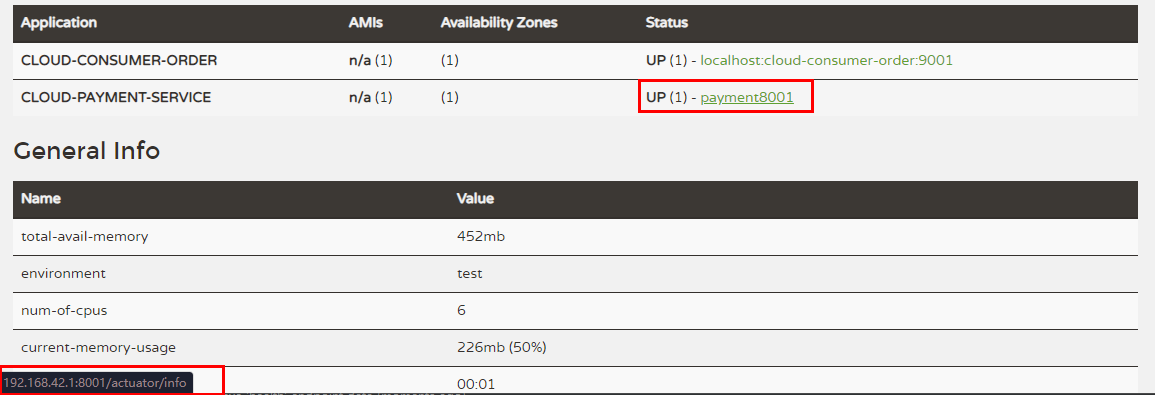 Application AMIs Availability Zones Status
CLOUD-CONSUMER-ORDER n/a (1) (1) UP (1) - localhost:cloud-consumer-order:9001
CLOUD-PAYMENT-SERVICE n/a (1) (1) UP (1) - payment8001
General Info
Name Value
total-avail-memory 452mb
environment test
num-of-cpus 6
current-memory-usage 226mb (50%)
192.168.42.1:8001/actuator/info 00:01